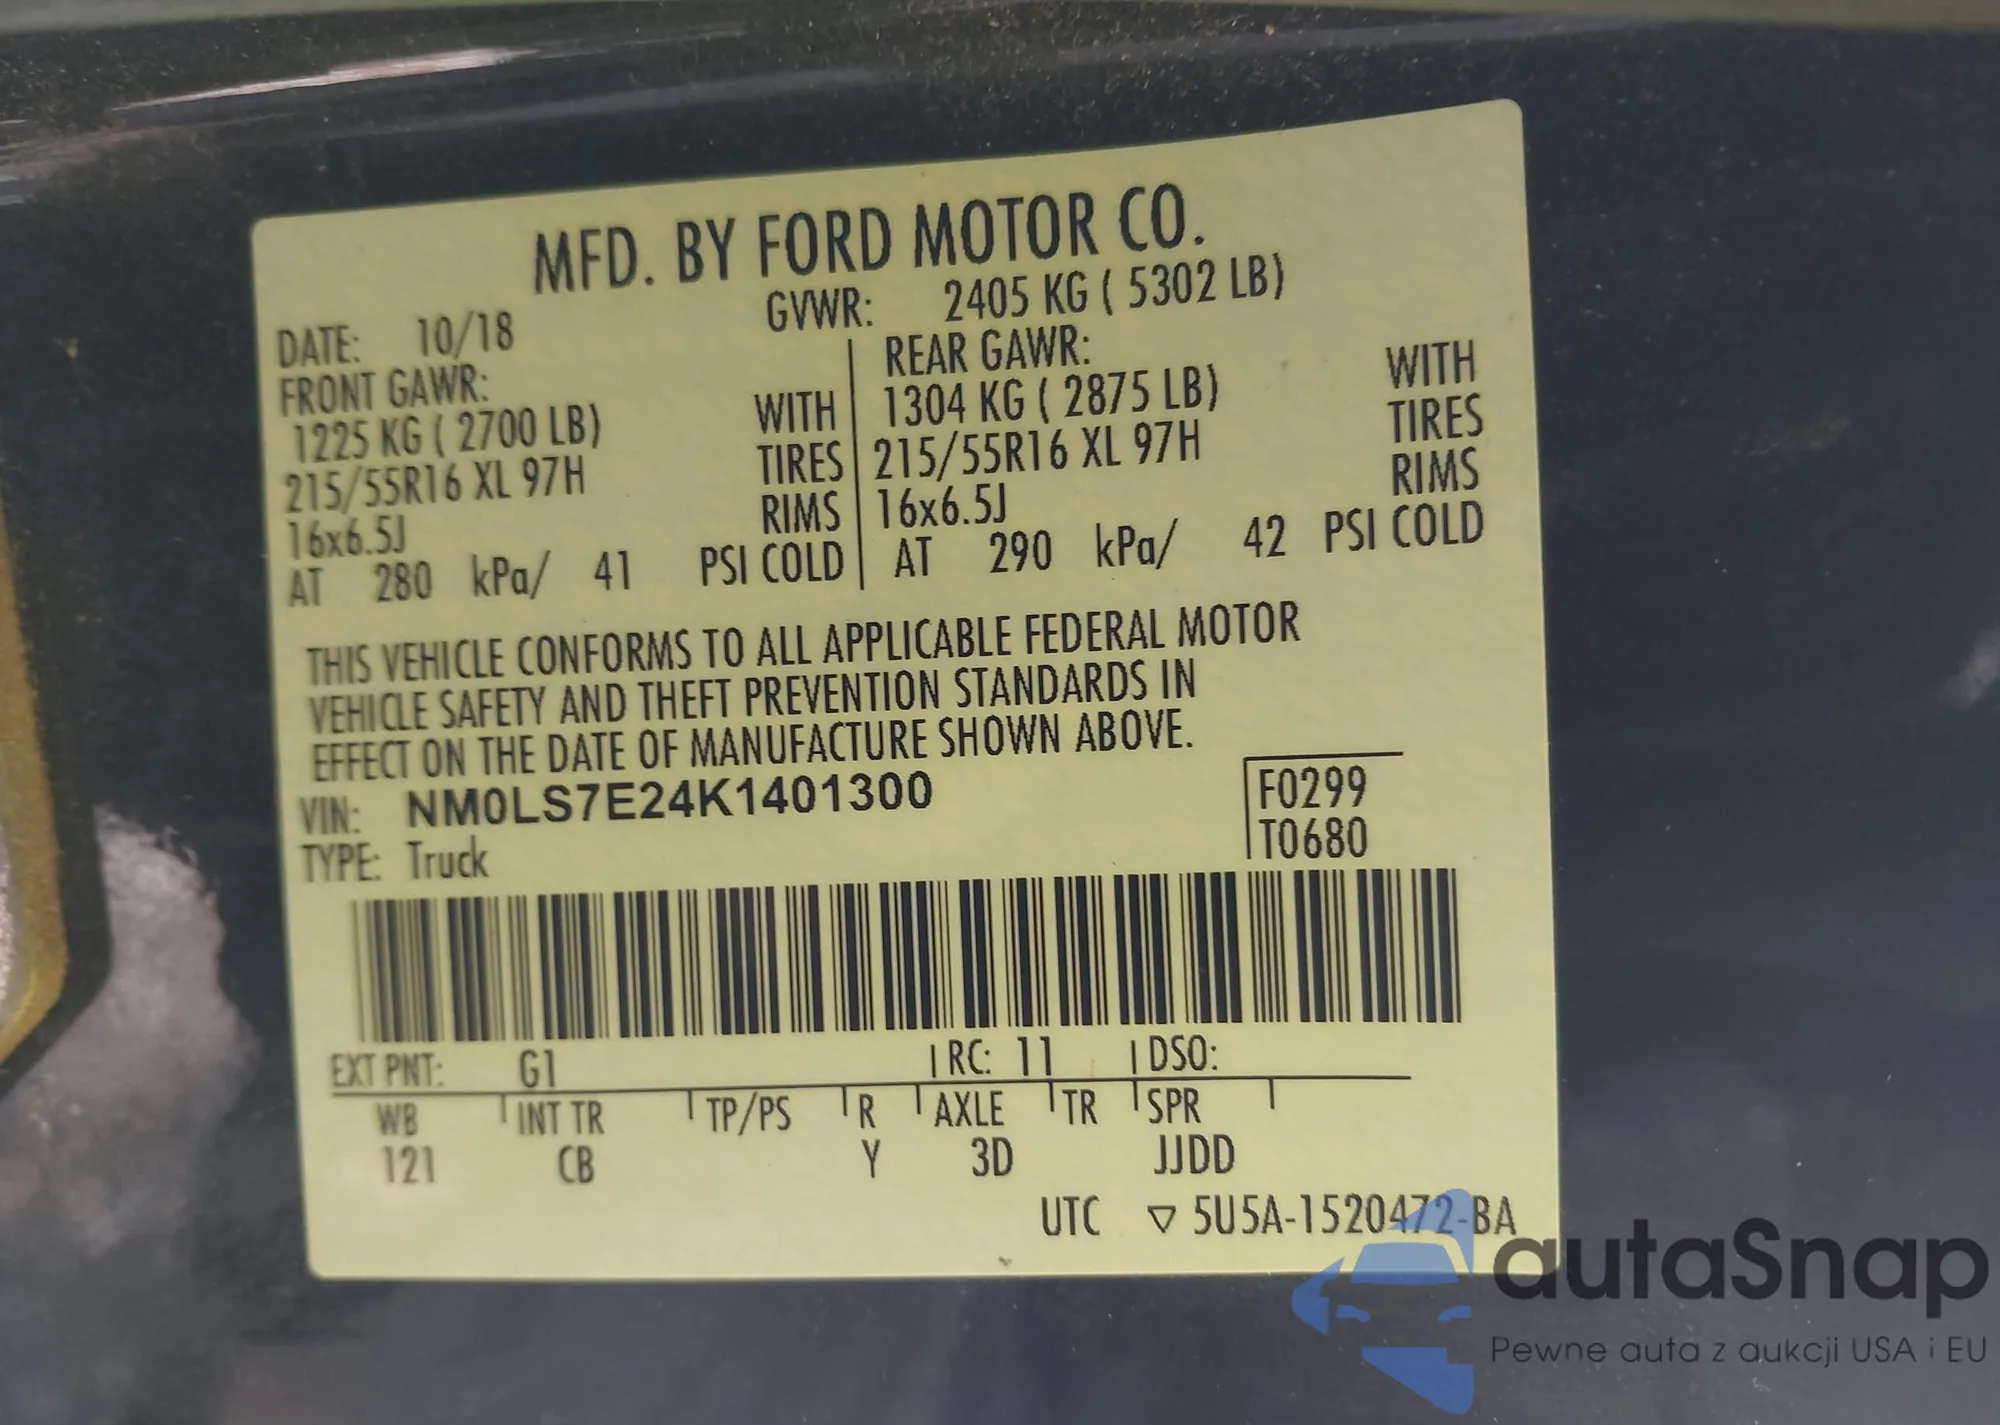 MFD. BY FORD MOTOR CO.
DATE: 10/18 GVWR: 2405 KG ( 5302 LB)
FRONT GAWR: REAR GAWR:
1225 KG ( 2700 LB) WITH 1304 KG ( 2875 LB) WITH
215/55R16 XL 97H TIRES 215/55R16 XL 97H TIRES
16x6.5J RIMS 16x6.5J RIMS
AT 280 kPa/ 41 PSI COLD AT 290 kPa/ 42 PSI COLD
THIS VEHICLE CONFORMS TO ALL APPLICABLE FEDERAL MOTOR
VEHICLE SAFETY AND THEFT PREVENTION STANDARDS IN
EFFECT ON THE DATE OF MANUFACTURE SHOWN ABOVE.
VIN: NM0LS7E24K1401300 F0299
TYPE: Truck T0680
EXT PNT: G1 RC: 11 DSO:
WB INT TR TP/PS R AXLE TR SPR
121 CB Y 3D JJDD
UTC ▽ 5U5A-1520472-BA
autaSnap
Pewne auta z aukcji USA i EU